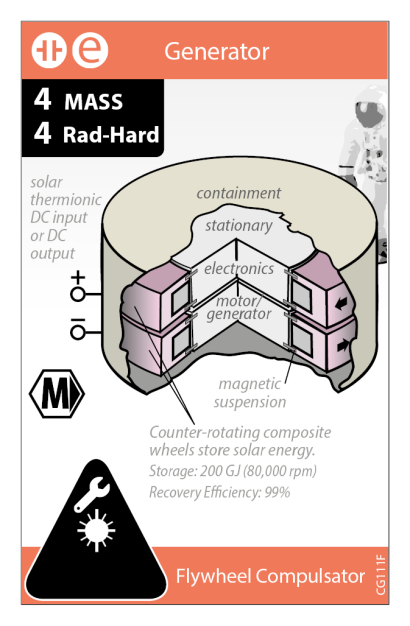 e
Generator
4 MASS
4 Rad-Hard
solar
thermionic
DC input
or DC
output
containment
stationary
electronics
motor/
generator
+
−
M
magnetic
suspension
Counter-rotating composite
wheels store solar energy.
Storage: 200 GJ (80,000 rpm)
Recovery Efficiency: 99%
Flywheel Compulsator
CG111F